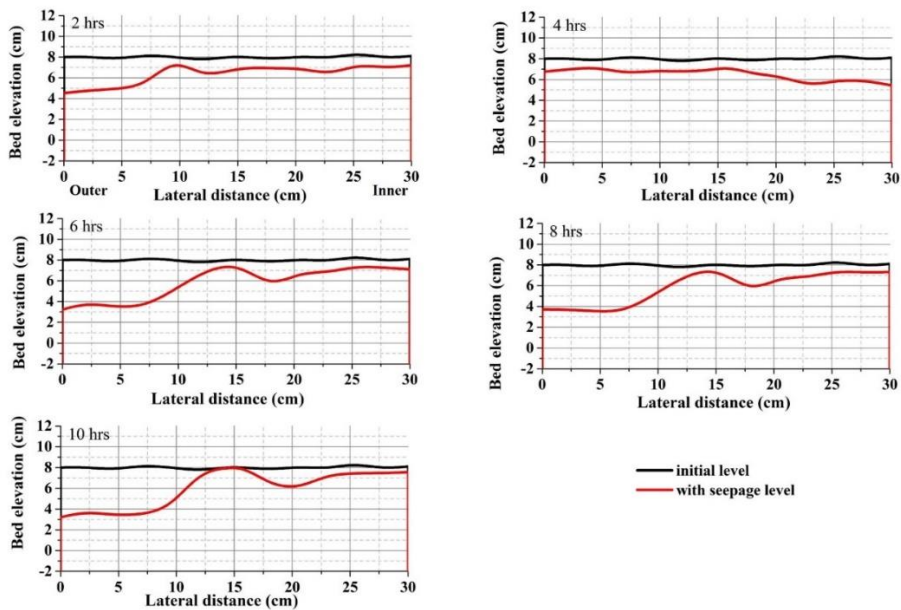 2 hrs
Bed elevation (cm)
12
10
8
6
4
2
0
-2
0 5 10 15 20 25 30
Outer Lateral distance (cm) Inner
4 hrs
Bed elevation (cm)
12
10
8
6
4
2
0
-2
0 5 10 15 20 25 30
Lateral distance (cm)
6 hrs
Bed elevation (cm)
12
10
8
6
4
2
0
-2
0 5 10 15 20 25 30
Lateral distance (cm)
8 hrs
Bed elevation (cm)
12
10
8
6
4
2
0
-2
0 5 10 15 20 25 30
Lateral distance (cm)
10 hrs
Bed elevation (cm)
12
10
8
6
4
2
0
-2
0 5 10 15 20 25 30
Lateral distance (cm)
initial level
with seepage level